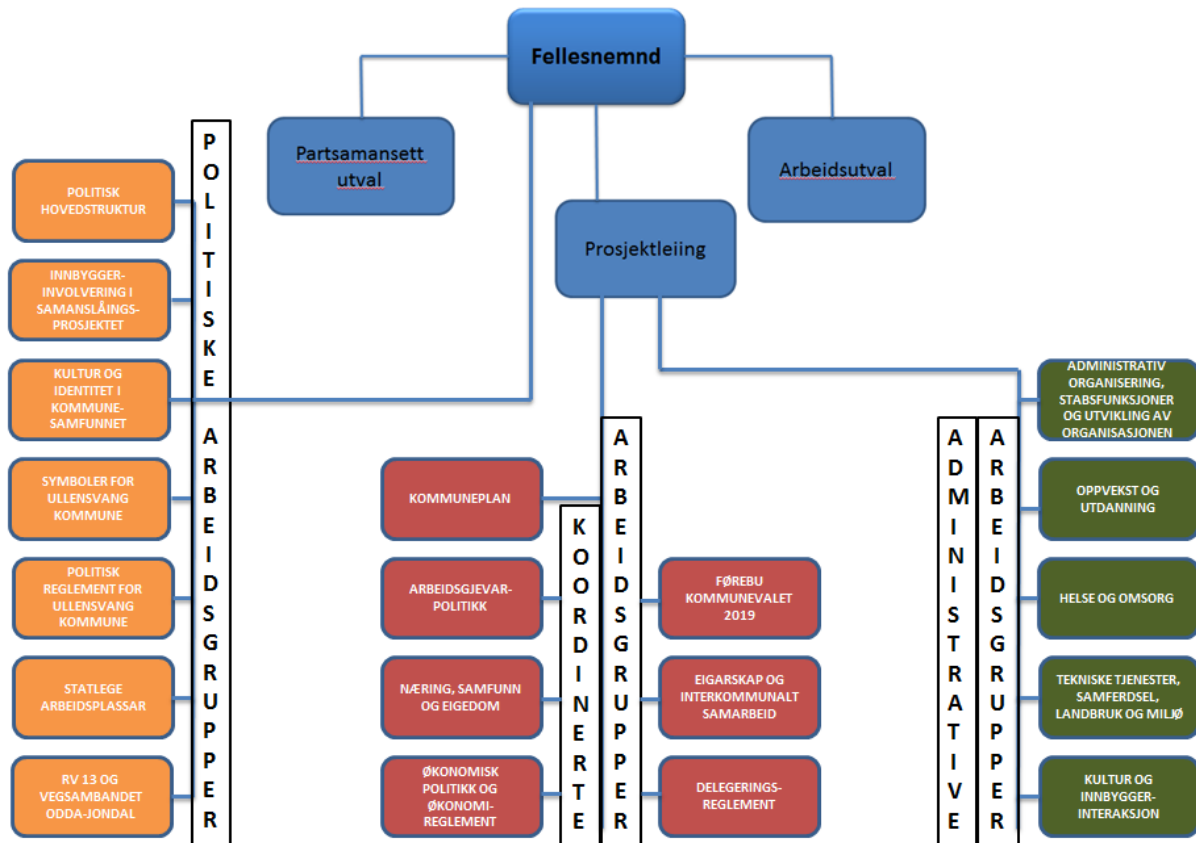 Fellesnemnd
Partsamansett
utval
Arbeidsutval
Prosjektleiing
POLITISKE ARBEIDSGRUPPER
POLITISK
HOVEDSTRUKTUR
INNBYGGER-
INVOLVERING I
SAMANSLÅINGS-
PROSJEKTET
KULTUR OG
IDENTITET I
KOMMUNE-
SAMFUNNET
SYMBOLER FOR
ULLENSVANG
KOMMUNE
POLITISK
REGLEMENT FOR
ULLENSVANG
KOMMUNE
STATLEGE
ARBEIDSPLASSAR
RV 13 OG
VEGSAMBANDET
ODDA-JONDAL
KOORDINERTE
ARBEIDSGRUPPER
KOMMUNEPLAN
ARBEIDSGJEVAR-
POLITIKK
NÆRING, SAMFUNN
OG EIGEDOM
ØKONOMISK
POLITIKK OG
ØKONOMI-
REGLEMENT
FØREBU
KOMMUNEVALET
2019
EIGARSKAP OG
INTERKOMMUNALT
SAMARBEID
DELEGERINGS-
REGLEMENT
ADMINISTRATIVE
ARBEIDSGRUPPER
ADMINISTRATIV
ORGANISERING,
STABSFUNKSJONER
OG UTVIKLING AV
ORGANISASJONEN
OPPVEKST OG
UTDANNING
HELSE OG OMSORG
TEKNISKE TJENESTER,
SAMFERDSEL,
LANDBRUK OG MILJØ
KULTUR OG
INNBYGGER-
INTERAKSJON